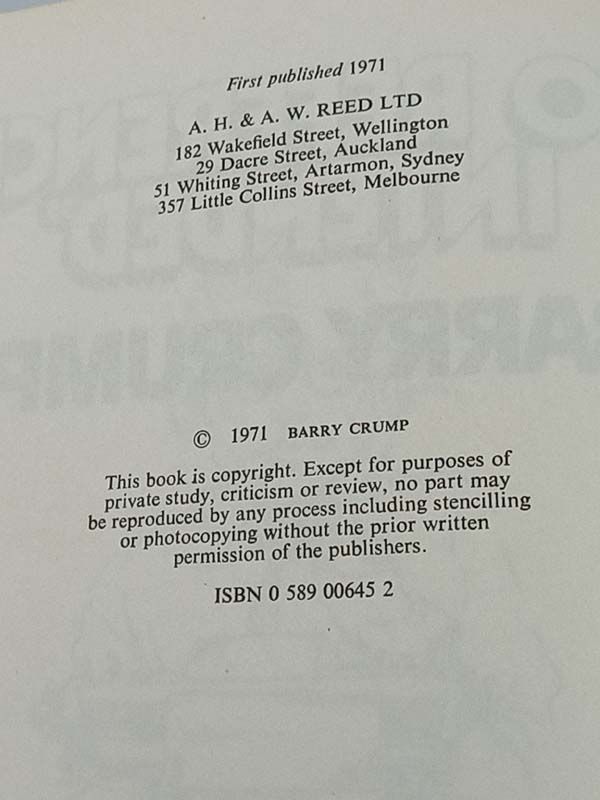 First published 1971
A. H. & A. W. REED LTD
182 Wakefield Street, Wellington
29 Dacre Street, Auckland
51 Whiting Street, Artarmon, Sydney
357 Little Collins Street, Melbourne
© 1971 BARRY CRUMP
This book is copyright. Except for purposes of
private study, criticism or review, no part may
be reproduced by any process including stencilling
or photocopying without the prior written
permission of the publishers.
ISBN 0 589 00645 2